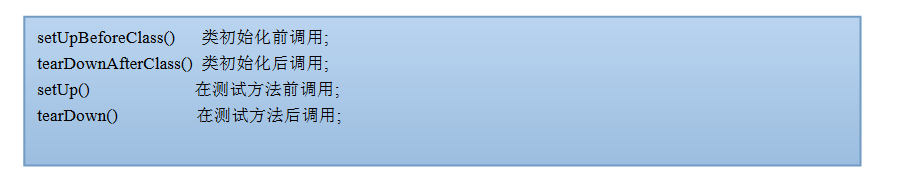 setUpBeforeClass() 类初始化前调用;
tearDownAfterClass() 类初始化后调用;
setUp() 在测试方法前调用;
tearDown() 在测试方法后调用;